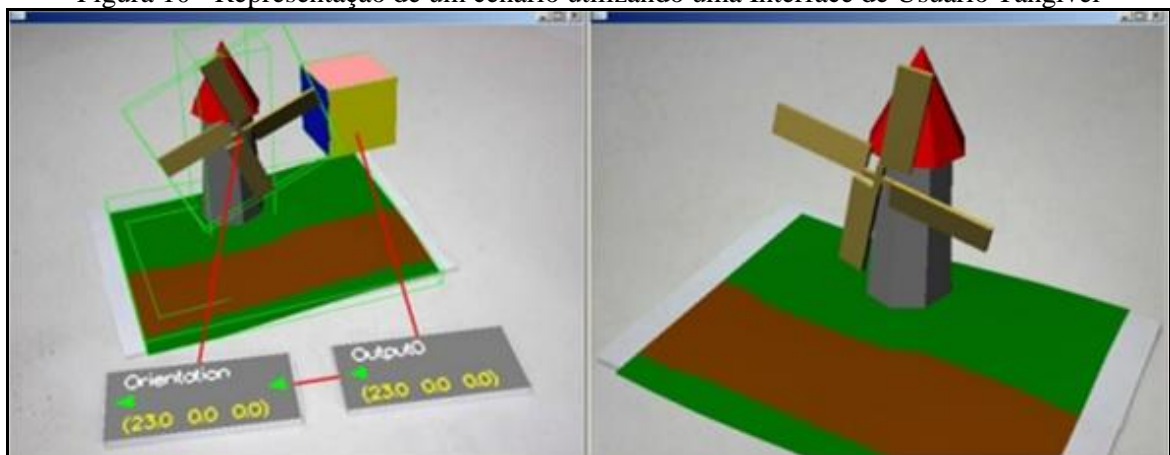 Figura 10 - Representação de um cenário utilizando uma Interface de Usuário Tangível
Orientation
(23.0 0.0 0.0)
Output0
(23.0 0.0 0.0)